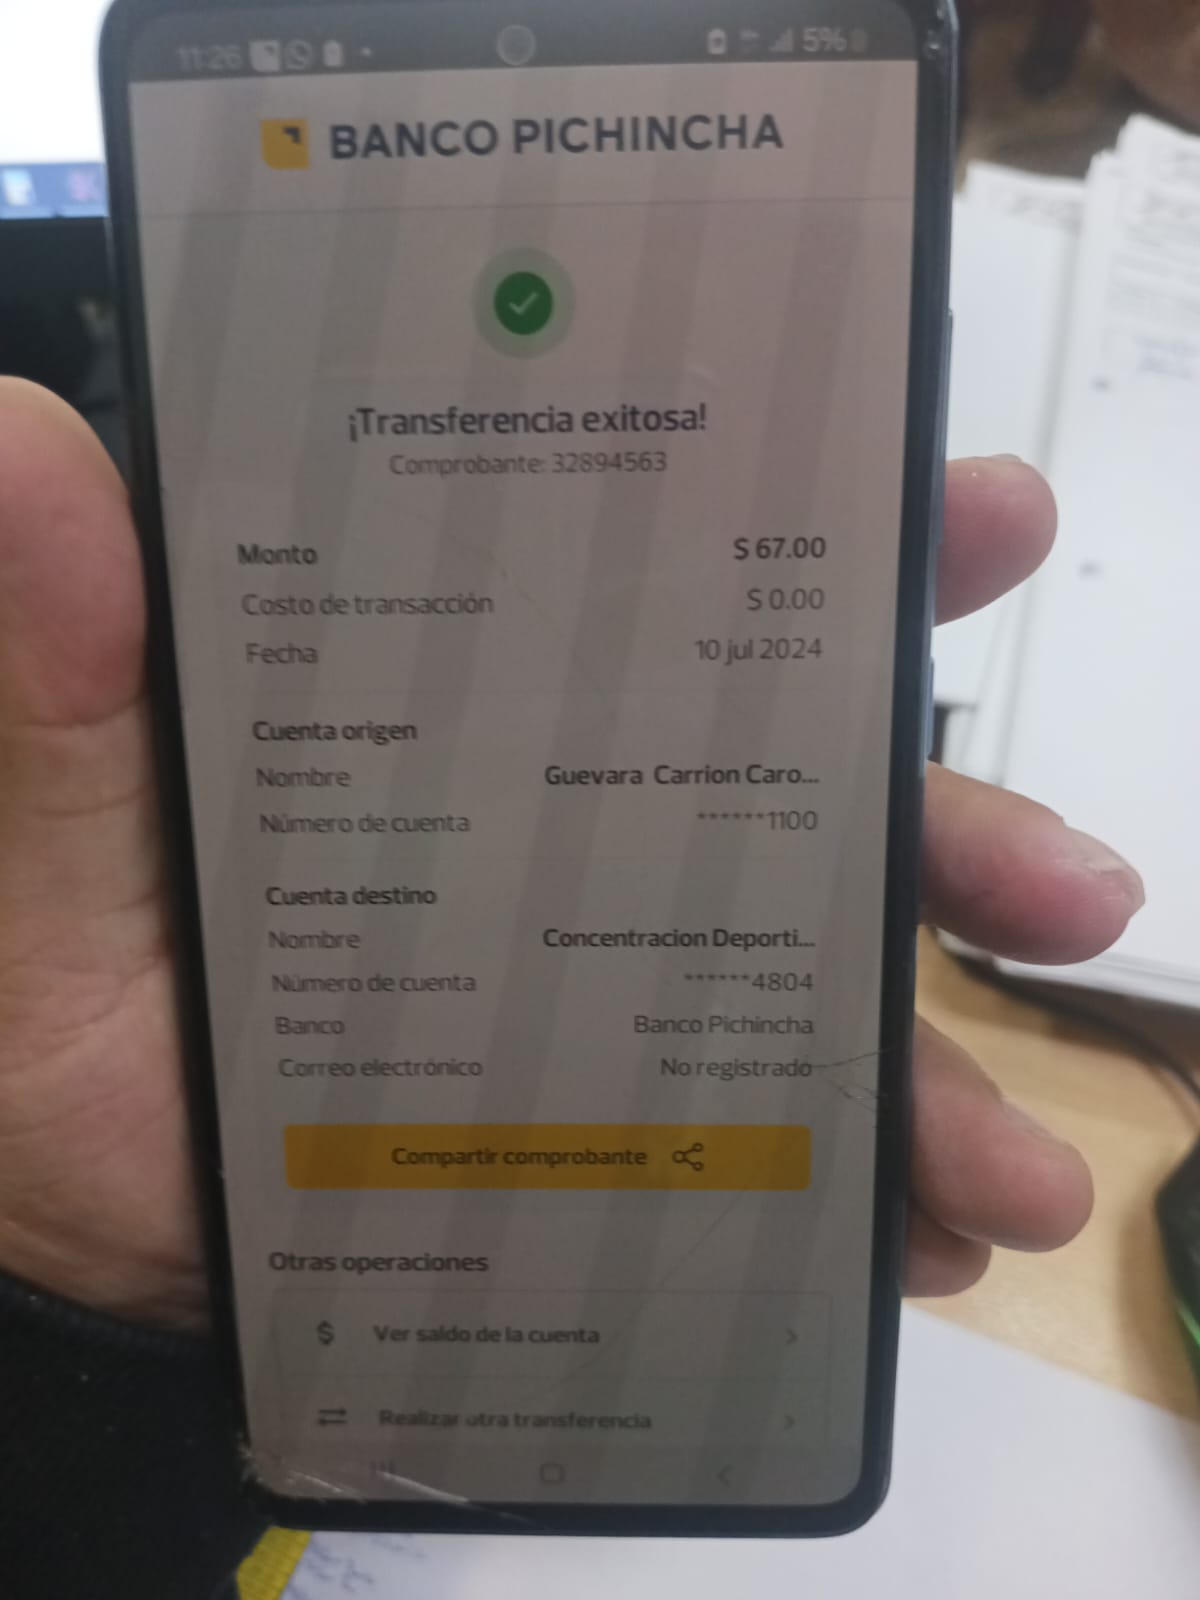 11:26 5%
BANCO PICHINCHA
¡Transferencia exitosa!
Comprobante: 32894563
Monto $ 67.00
Costo de transacción $ 0.00
Fecha 10 jul 2024
Cuenta origen
Nombre Guevara Carrion Caro...
Número de cuenta ******1100
Cuenta destino
Nombre Concentracion Deporti...
Número de cuenta ******4804
Banco Banco Pichincha
Correo electrónico No registrado
Compartir comprobante
Otras operaciones
$ Ver saldo de la cuenta
Realizar otra transferencia